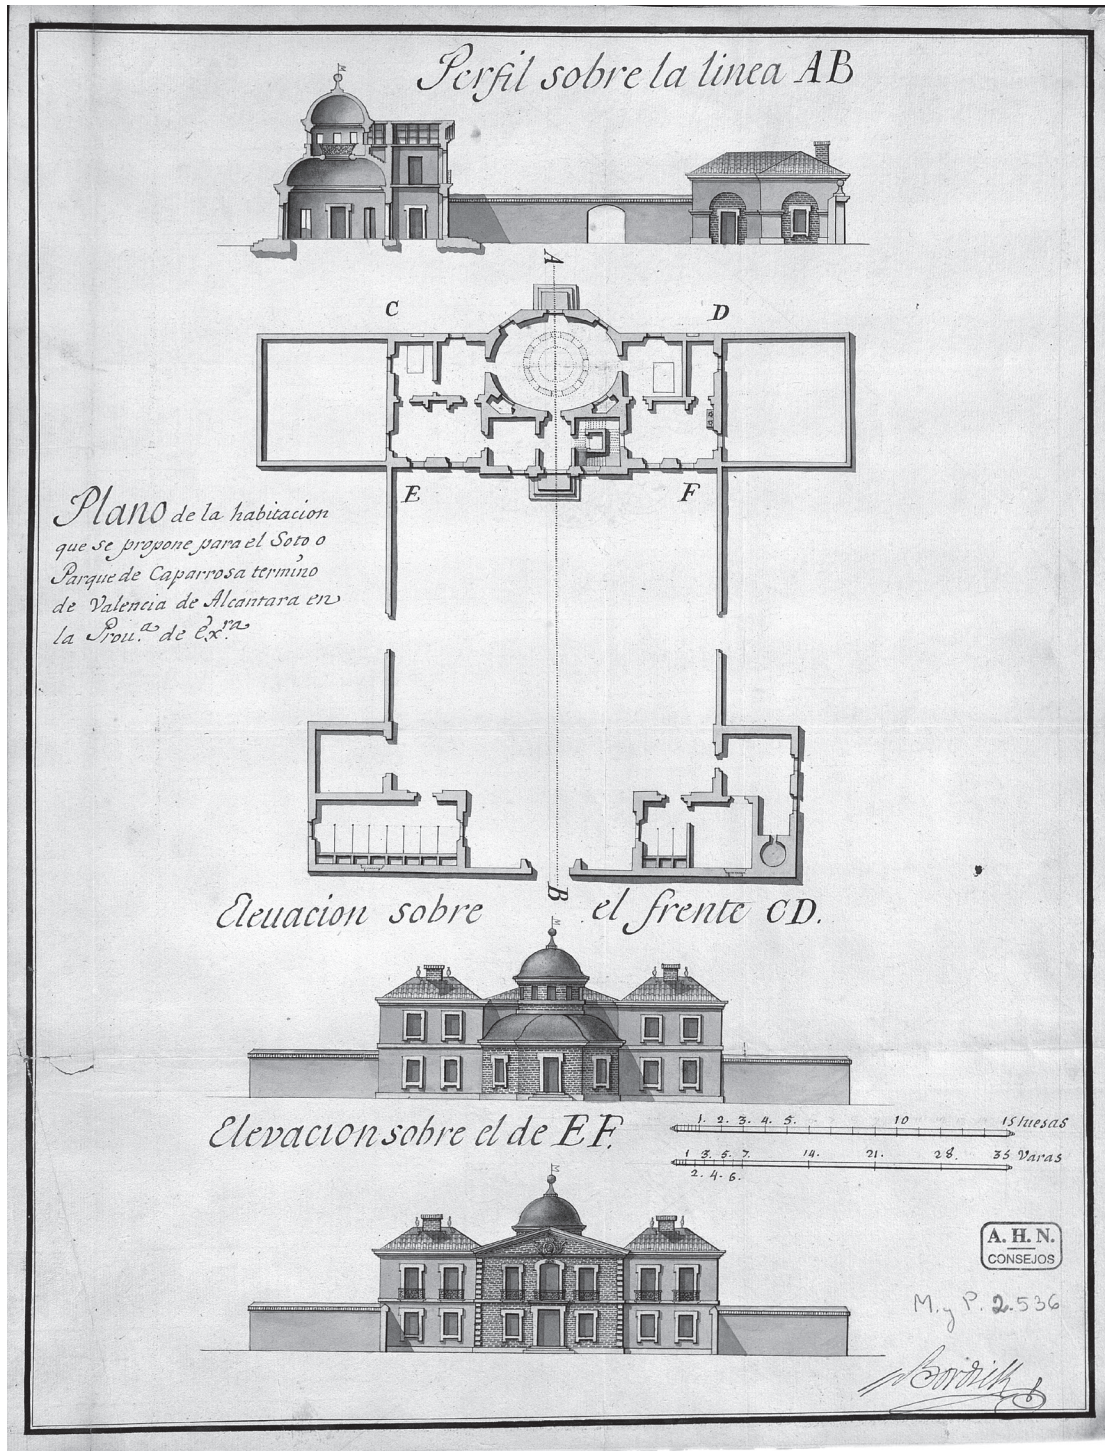 Perfil sobre la linea AB
A
C
D
E
F
Plano de la habitacion
que se propone para el Soto o
Parque de Caparrosa termino
de Valencia de Alcantara en
la Prou.ª de Ex.ra
B
Eleuacion sobre el frente CD.
Elevacion sobre el de EF.
1. 2. 3. 4. 5. 10 15 tuesas
1 3. 5. 7. 14. 21. 28. 35 Varas
2. 4. 6.
A. H. N.
CONSEJOS
M. y P. 2.536